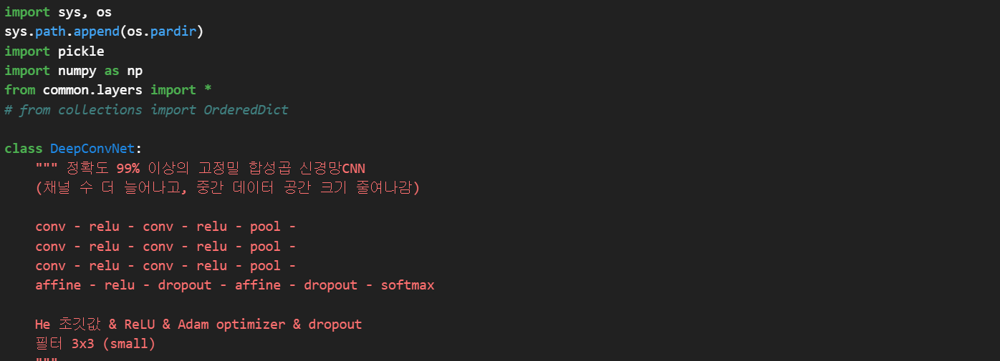 import sys, os
sys.path.append(os.pardir)
import pickle
import numpy as np
from common.layers import *
# from collections import OrderedDict
class DeepConvNet:
""" 정확도 99% 이상의 고정밀 합성곱 신경망CNN
(채널 수 더 늘어나고, 중간 데이터 공간 크기 줄여나감)
conv - relu - conv - relu - pool -
conv - relu - conv - relu - pool -
conv - relu - conv - relu - pool -
affine - relu - dropout - affine - dropout - softmax
He 초깃값 & ReLU & Adam optimizer & dropout
필터 3x3 (small)
"""